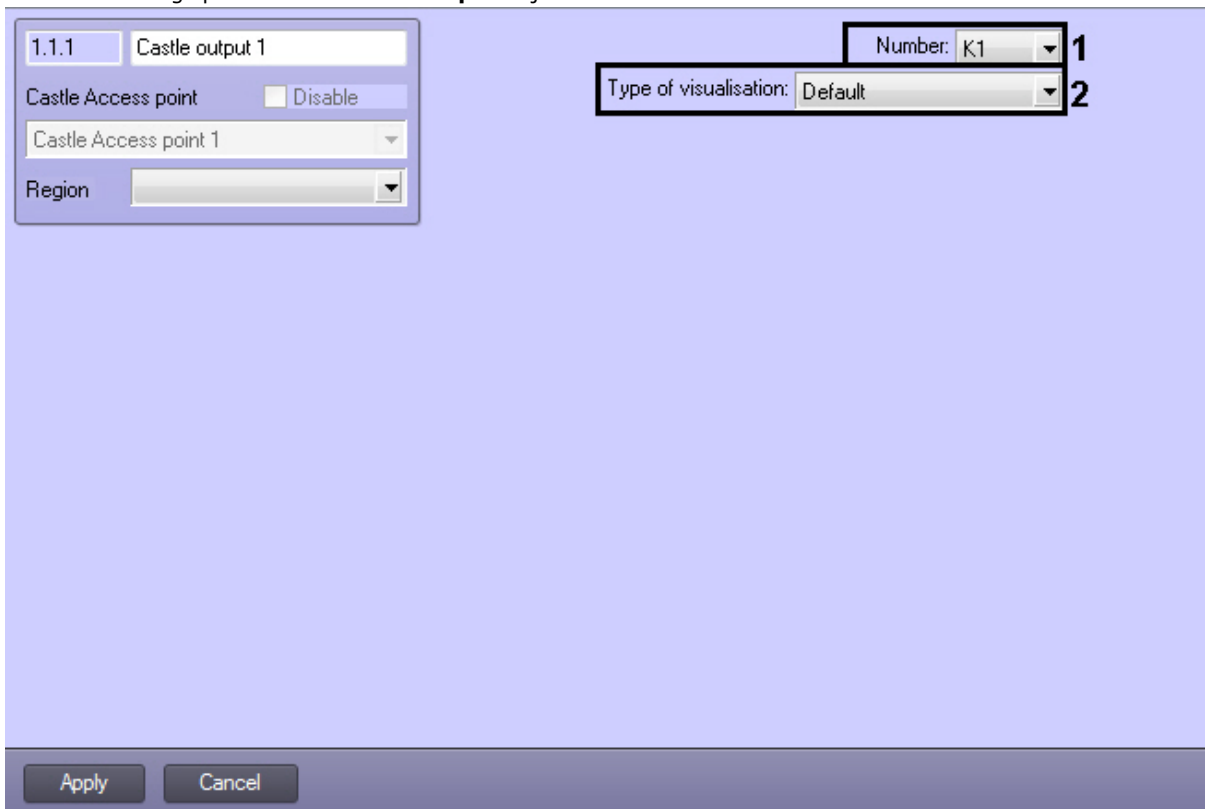 1.1.1 Castle output 1
Castle Access point Disable
Castle Access point 1
Region
Number: K1 1
Type of visualisation: Default 2
Apply Cancel